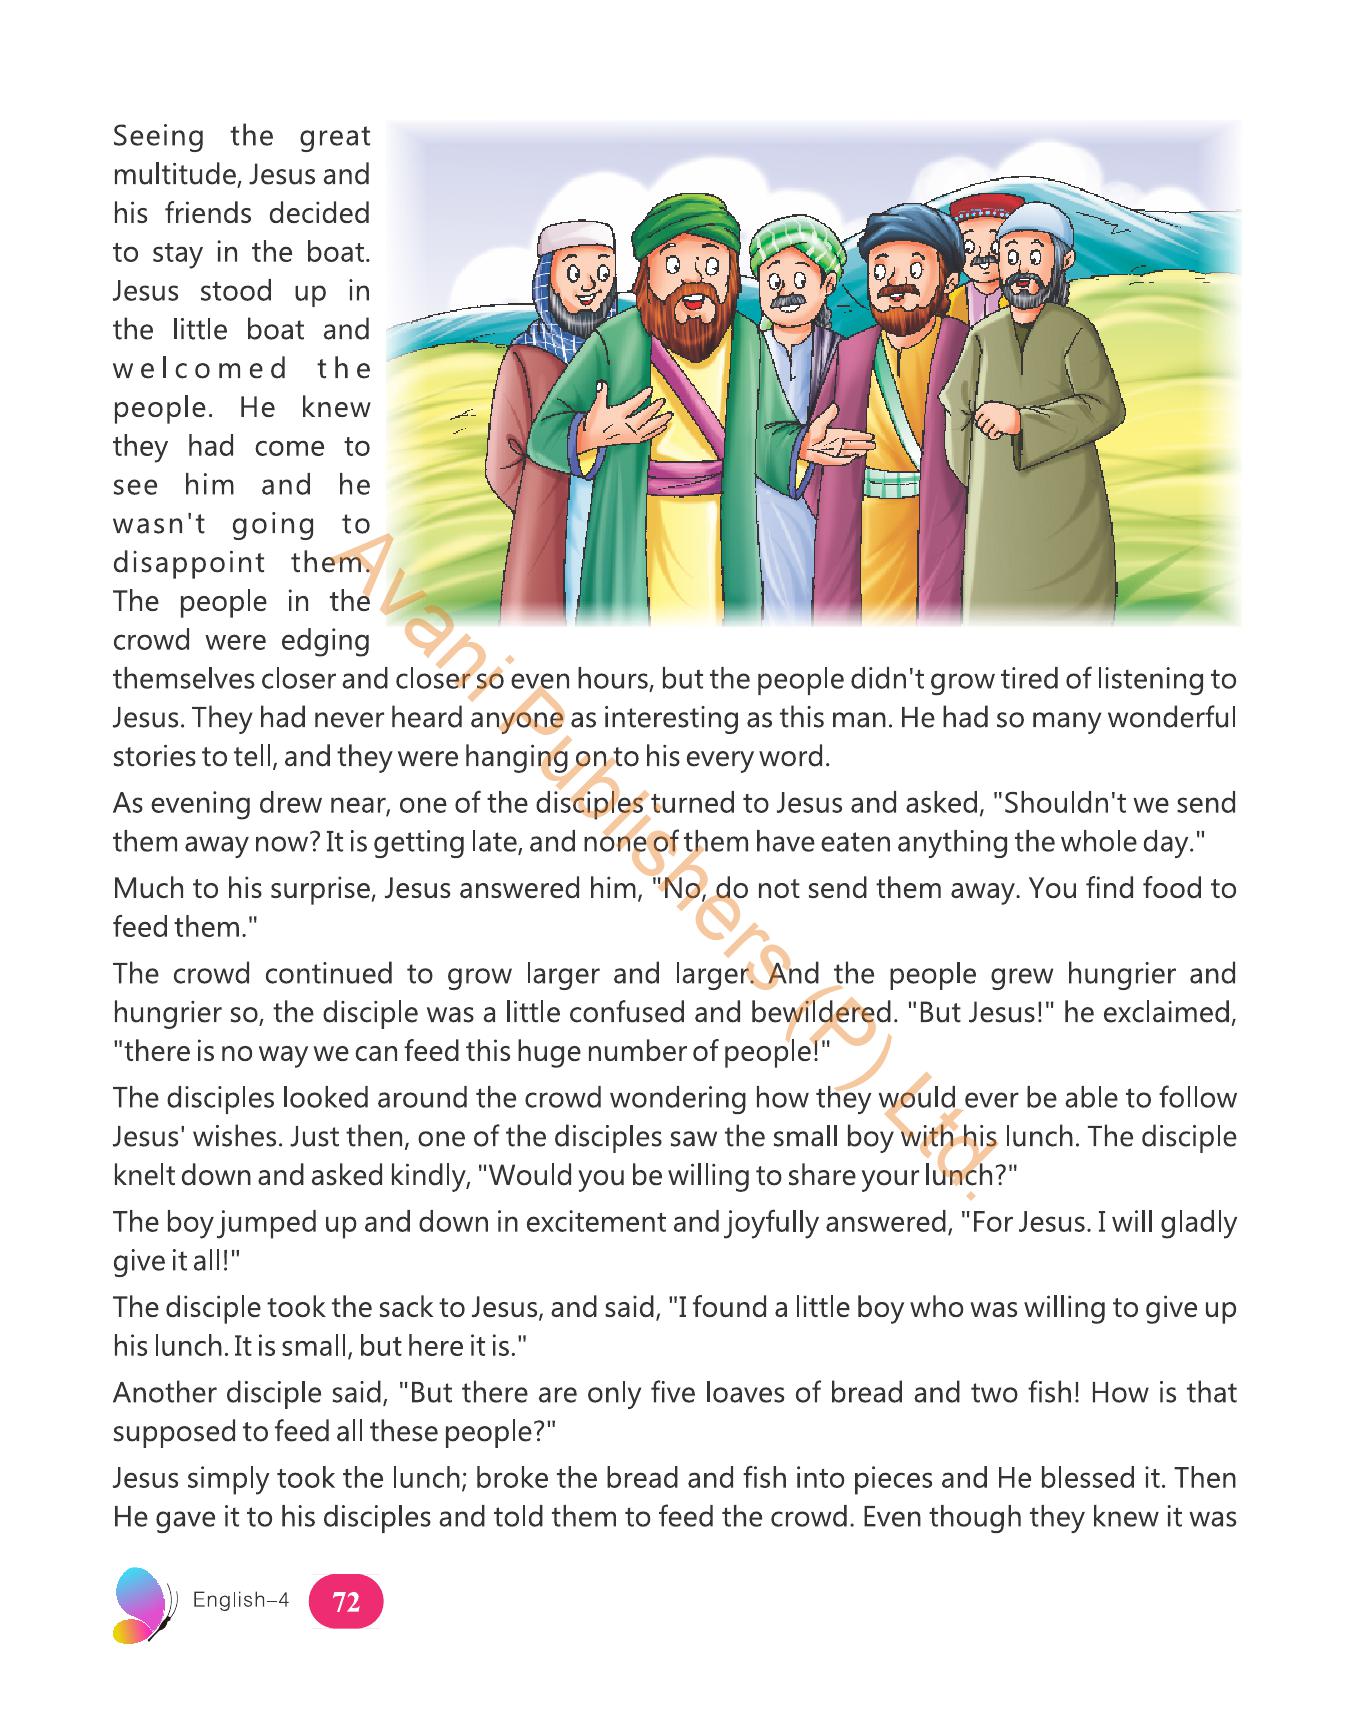 Seeing the great
multitude, Jesus and
his friends decided
to stay in the boat.
Jesus stood up in
the little boat and
welcomed the
people. He knew
they had come to
see him and he
wasn't going to
disappoint them.
The people in the
crowd were edging
themselves closer and closer so even hours, but the people didn't grow tired of listening to
Jesus. They had never heard anyone as interesting as this man. He had so many wonderful
stories to tell, and they were hanging on to his every word.
As evening drew near, one of the disciples turned to Jesus and asked, "Shouldn't we send
them away now? It is getting late, and none of them have eaten anything the whole day."
Much to his surprise, Jesus answered him, "No, do not send them away. You find food to
feed them."
The crowd continued to grow larger and larger. And the people grew hungrier and
hungrier so, the disciple was a little confused and bewildered. "But Jesus!" he exclaimed,
"there is no way we can feed this huge number of people!"
The disciples looked around the crowd wondering how they would ever be able to follow
Jesus' wishes. Just then, one of the disciples saw the small boy with his lunch. The disciple
knelt down and asked kindly, "Would you be willing to share your lunch?"
The boy jumped up and down in excitement and joyfully answered, "For Jesus. I will gladly
give it all!"
The disciple took the sack to Jesus, and said, "I found a little boy who was willing to give up
his lunch. It is small, but here it is."
Another disciple said, "But there are only five loaves of bread and two fish! How is that
supposed to feed all these people?"
Jesus simply took the lunch; broke the bread and fish into pieces and He blessed it. Then
He gave it to his disciples and told them to feed the crowd. Even though they knew it was
English–4 72
Avani Publishers (P) Ltd.